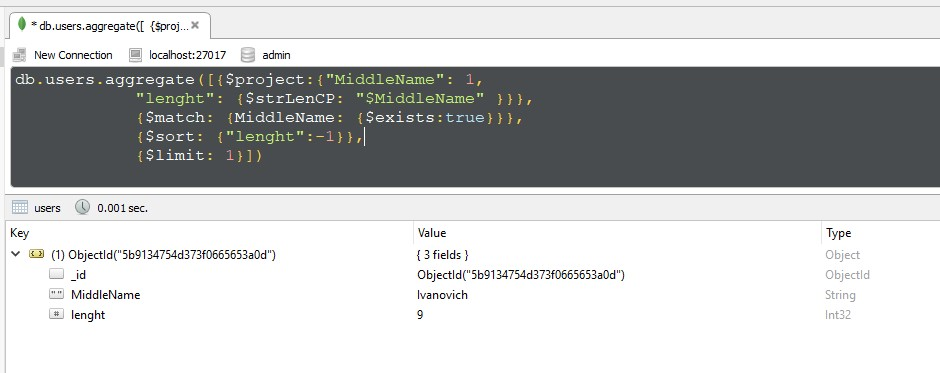 * db.users.aggregate([ {$proj...
New Connection localhost:27017 admin
db.users.aggregate([{$project:{"MiddleName": 1,
"lenght": {$strLenCP: "$MiddleName" }}},
{$match: {MiddleName: {$exists:true}}},
{$sort: {"lenght":-1}},
{$limit: 1}])
users 0.001 sec.
Key Value Type
(1) ObjectId("5b9134754d373f0665653a0d") { 3 fields } Object
_id ObjectId("5b9134754d373f0665653a0d") ObjectId
" " MiddleName Ivanovich String
# lenght 9 Int32